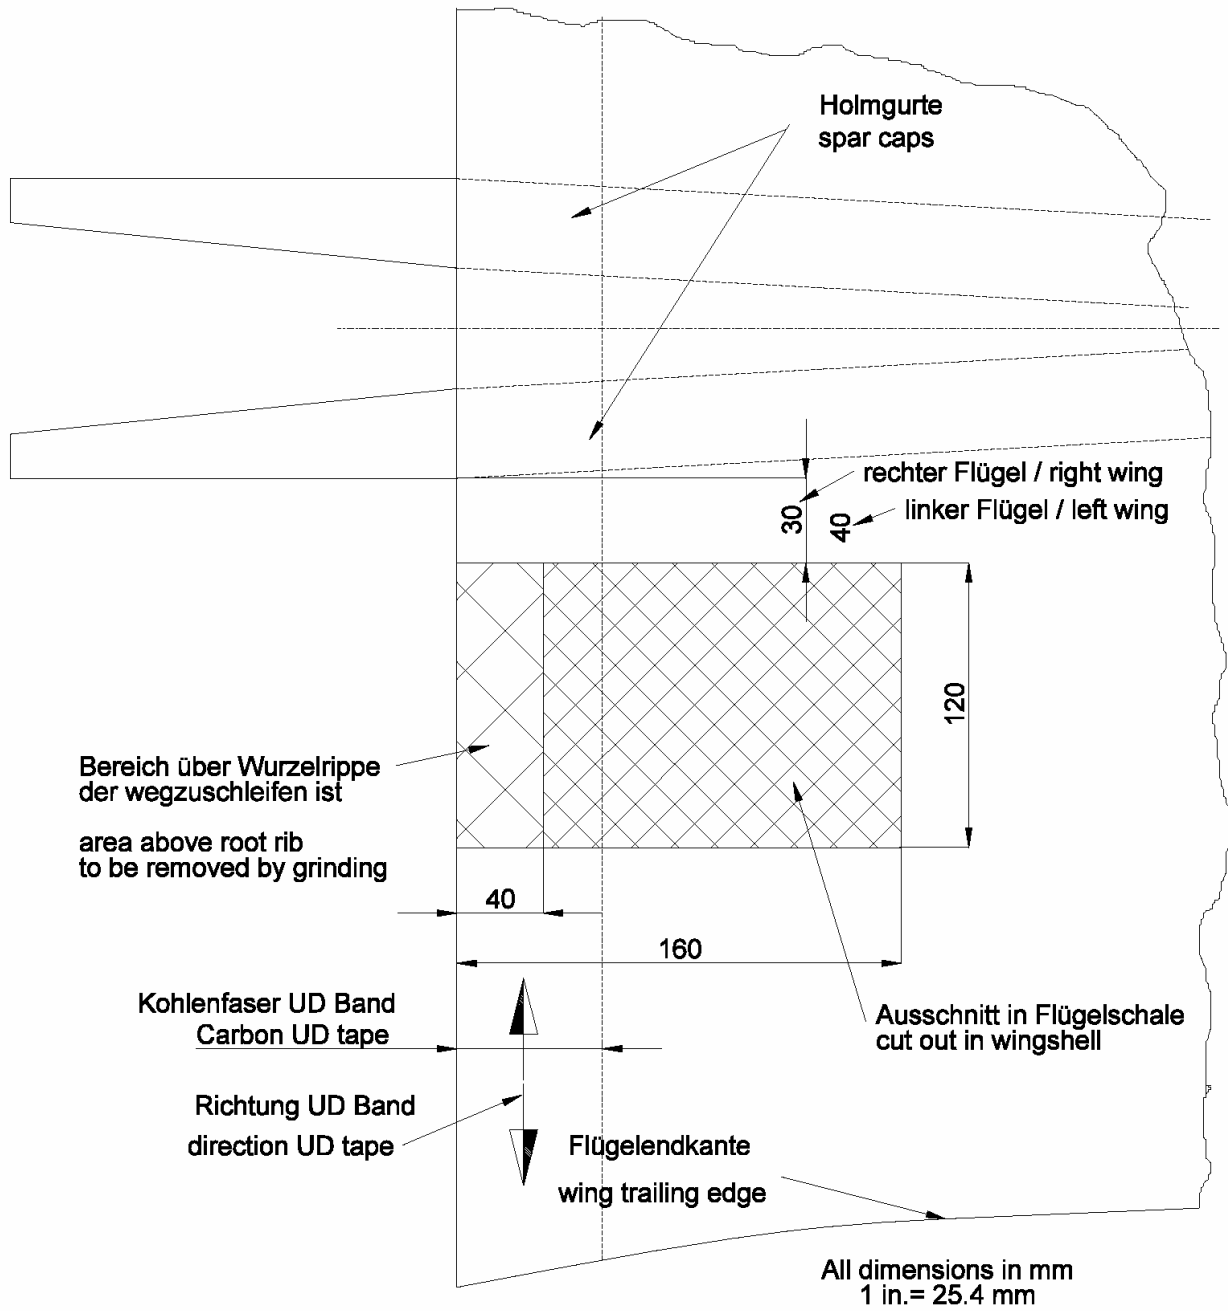 Holmgurte
spar caps
rechter Flügel / right wing
30
40
linker Flügel / left wing
120
Bereich über Wurzelrippe
der wegzuschleifen ist
area above root rib
to be removed by grinding
40
160
Kohlenfaser UD Band
Carbon UD tape
Ausschnitt in Flügelschale
cut out in wingshell
Richtung UD Band
direction UD tape
Flügelendkante
wing trailing edge
All dimensions in mm
1 in.= 25.4 mm